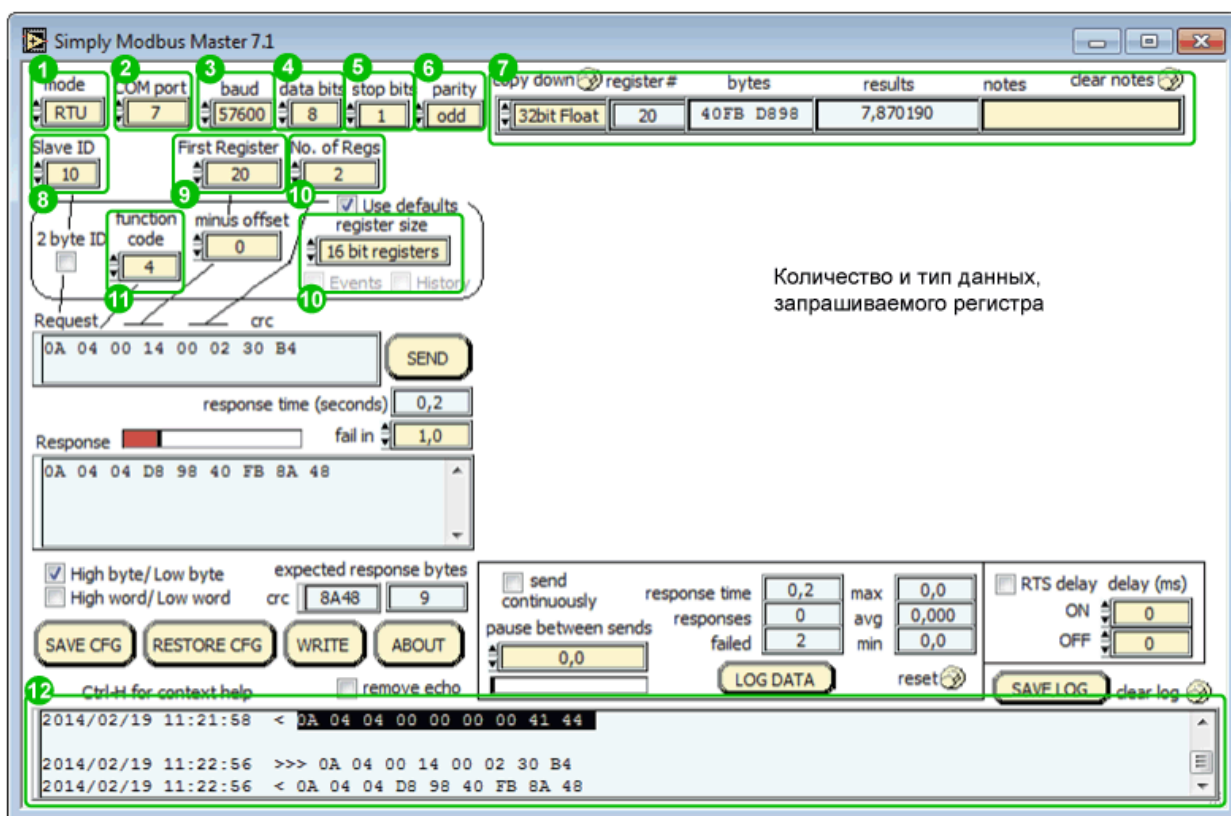 Simply Modbus Master 7.1
1 2 3 4 5 6 7
mode COM port baud data bits stop bits parity copy down register # bytes results notes clear notes
RTU 7 57600 8 1 odd 32bit Float 20 40FB D898 7,870190
Slave ID First Register No. of Regs
10 20 2
8 9 10
Use defaults
function code minus offset register size
2 byte ID 4 0 16 bit registers
11 10 Events History
Количество и тип данных,
запрашиваемого регистра
Request crc
0A 04 00 14 00 02 30 B4
SEND
response time (seconds) 0,2
Response fail in 1,0
0A 04 04 D8 98 40 FB 8A 48
High byte/Low byte expected response bytes
High word/Low word crc 8A48 9
SAVE CFG RESTORE CFG WRITE ABOUT
Ctrl-H for context help remove echo
send continuously response time 0,2 max 0,0
responses 0 avg 0,000
pause between sends failed 2 min 0,0
0,0
LOG DATA reset
RTS delay delay (ms)
ON 0
OFF 0
SAVE LOG clear log
12
2014/02/19 11:21:58 < 0A 04 04 00 00 00 00 41 44
2014/02/19 11:22:56 >>> 0A 04 00 14 00 02 30 B4
2014/02/19 11:22:56 < 0A 04 04 D8 98 40 FB 8A 48